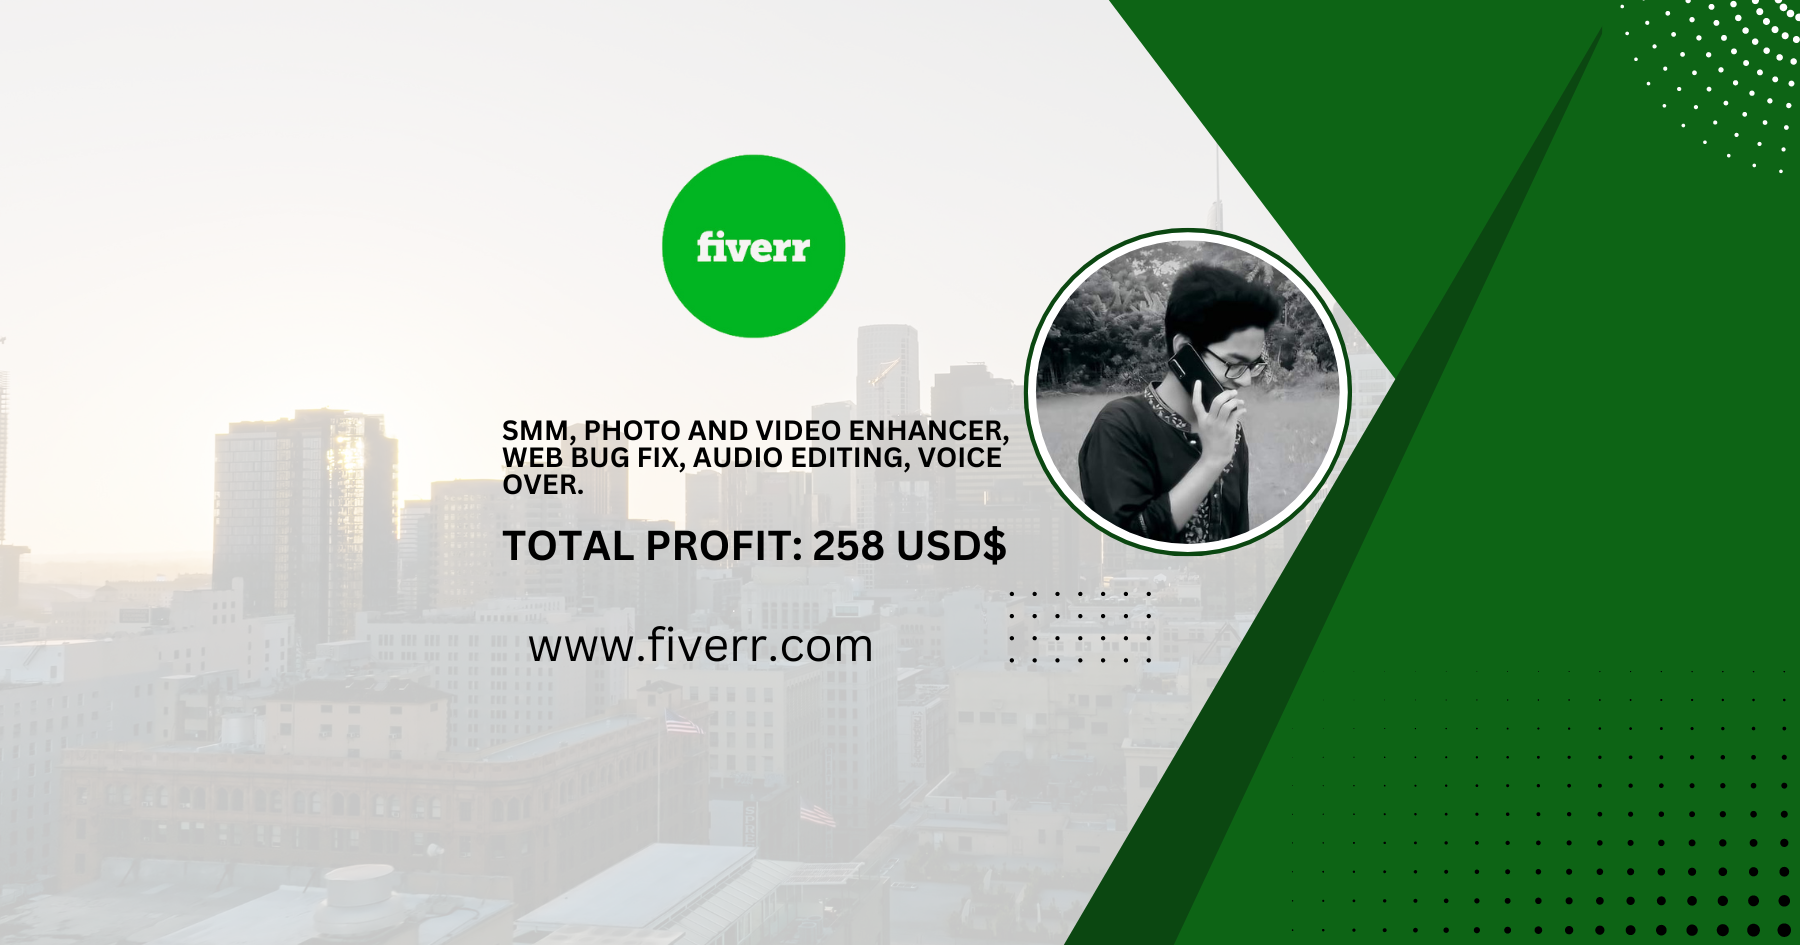 fiverr
SMM, PHOTO AND VIDEO ENHANCER,
WEB BUG FIX, AUDIO EDITING, VOICE
OVER.
TOTAL PROFIT: 258 USD$
www.fiverr.com